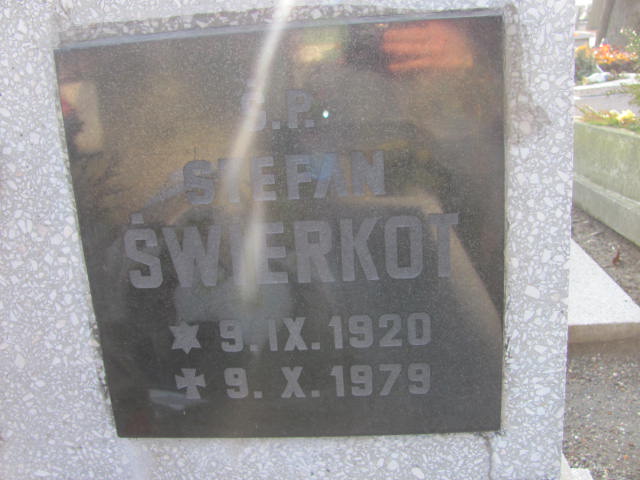 Ś.P.
STEFAN
ŚWIERKOT
9. IX. 1920
9. X. 1979